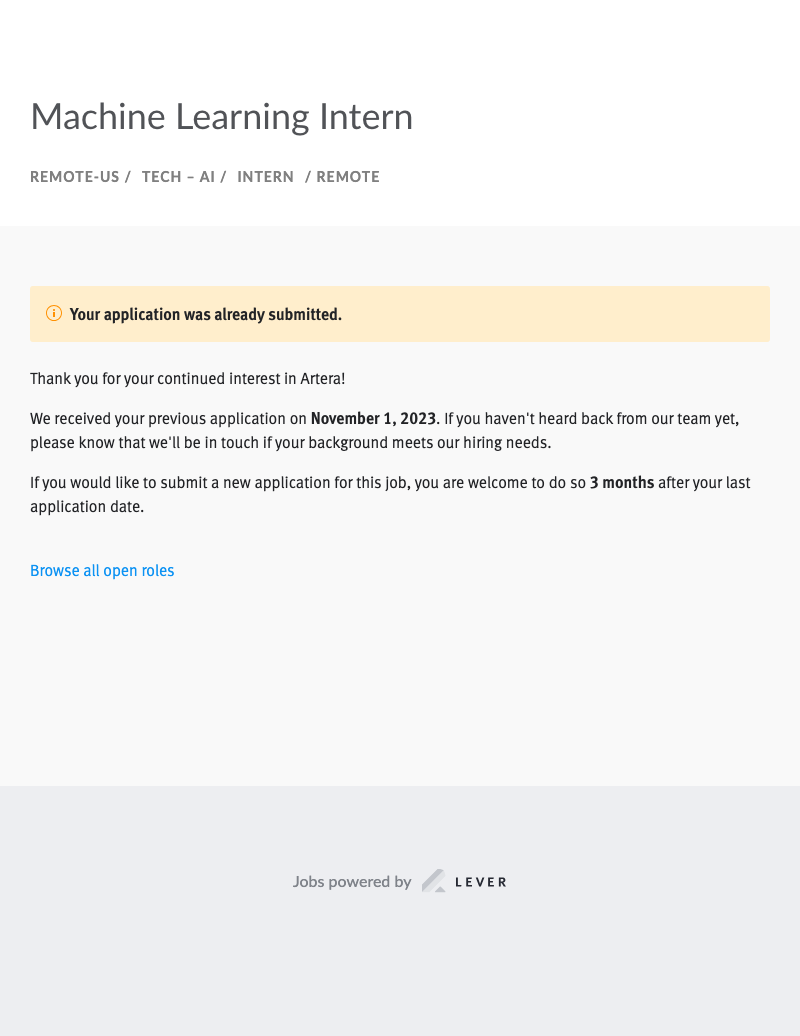 Machine Learning Intern
REMOTE-US / TECH – AI / INTERN / REMOTE
Your application was already submitted.
Thank you for your continued interest in Artera!
We received your previous application on November 1, 2023. If you haven't heard back from our team yet,
please know that we'll be in touch if your background meets our hiring needs.
If you would like to submit a new application for this job, you are welcome to do so 3 months after your last
application date.
Browse all open roles
Jobs powered by LEVER